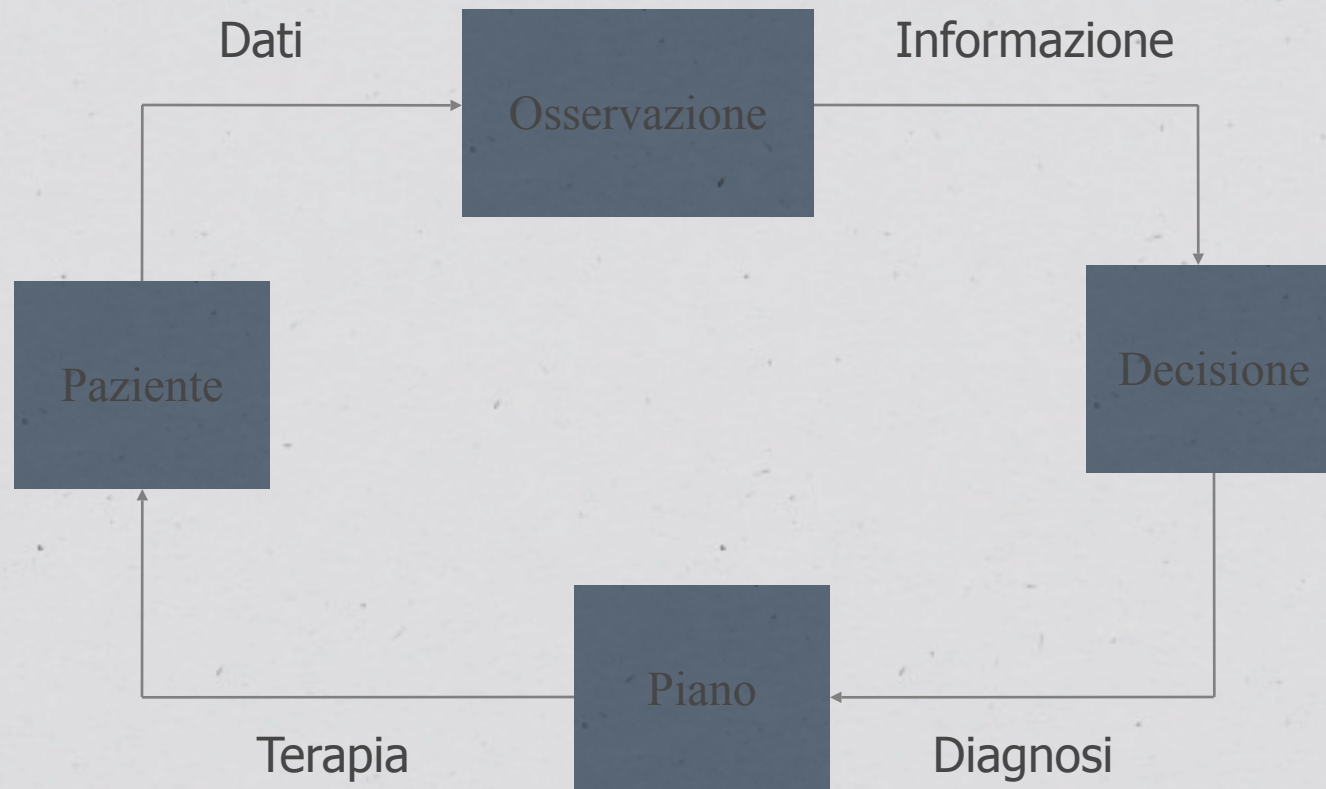 Dati
Informazione
Osservazione
Paziente
Decisione
Piano
Terapia
Diagnosi